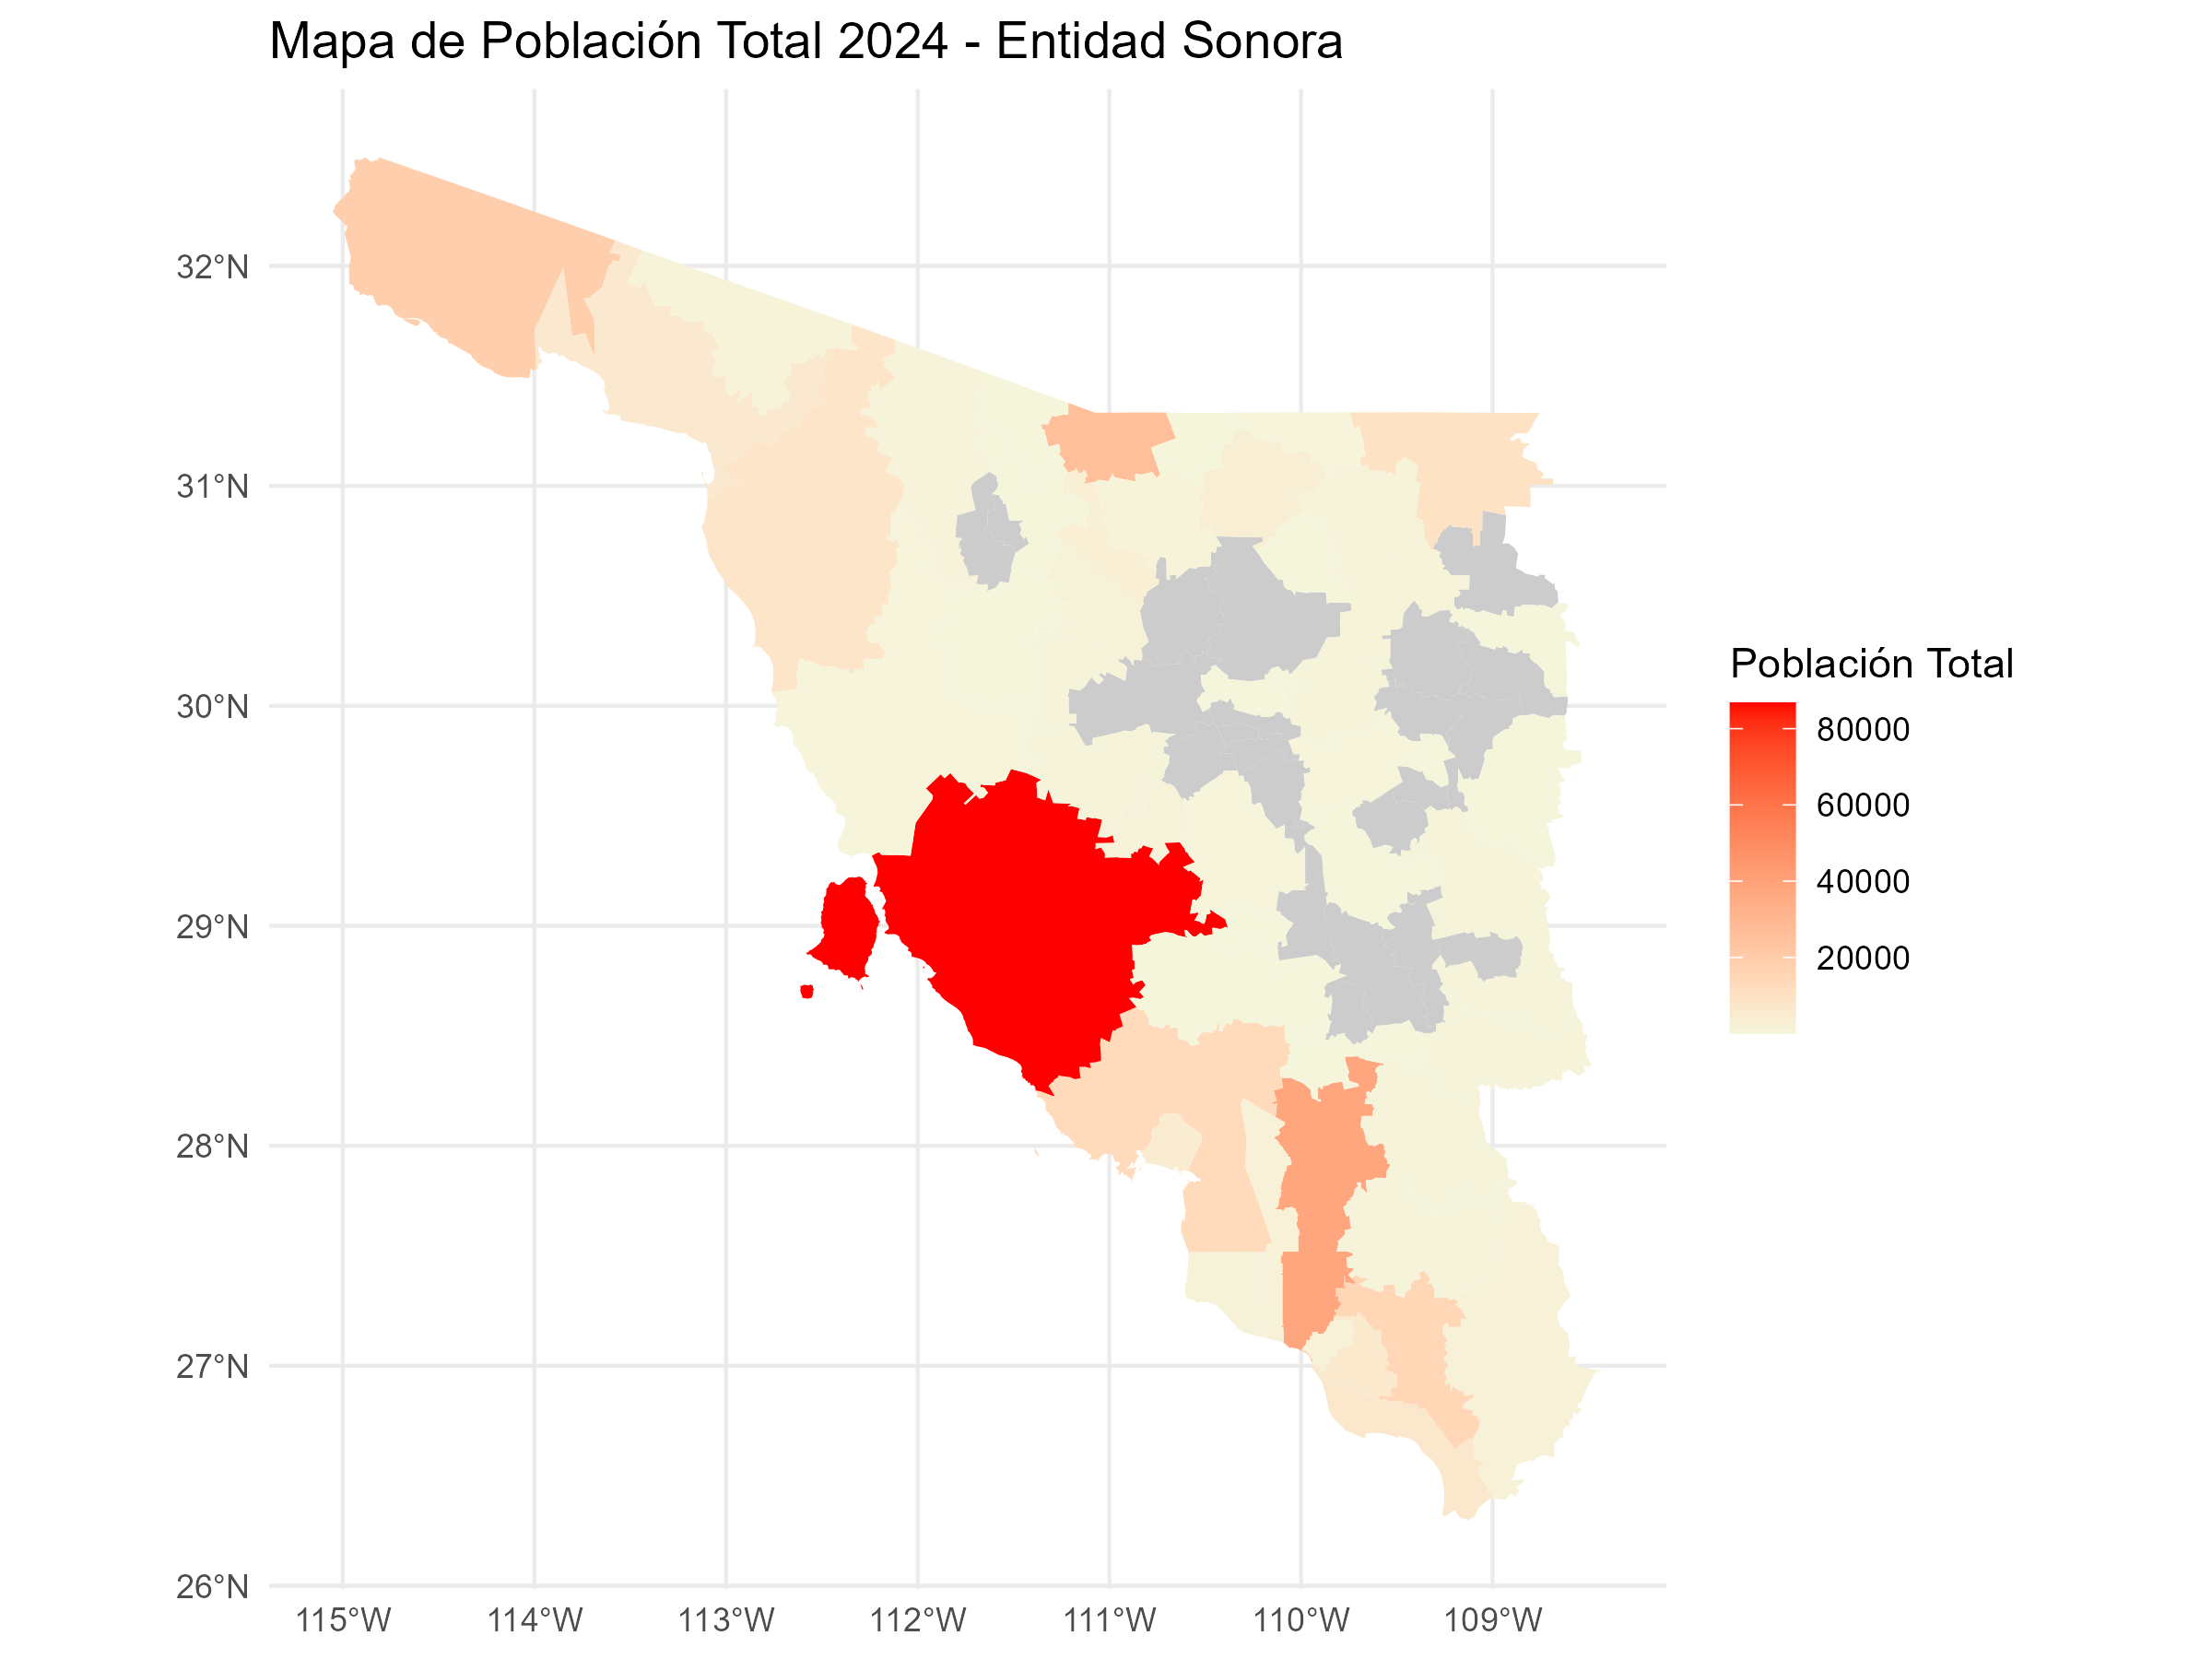 Mapa de Población Total 2024 - Entidad Sonora
32°N
31°N
30°N
29°N
28°N
27°N
26°N
115°W
114°W
113°W
112°W
111°W
110°W
109°W
Población Total
80000
60000
40000
20000